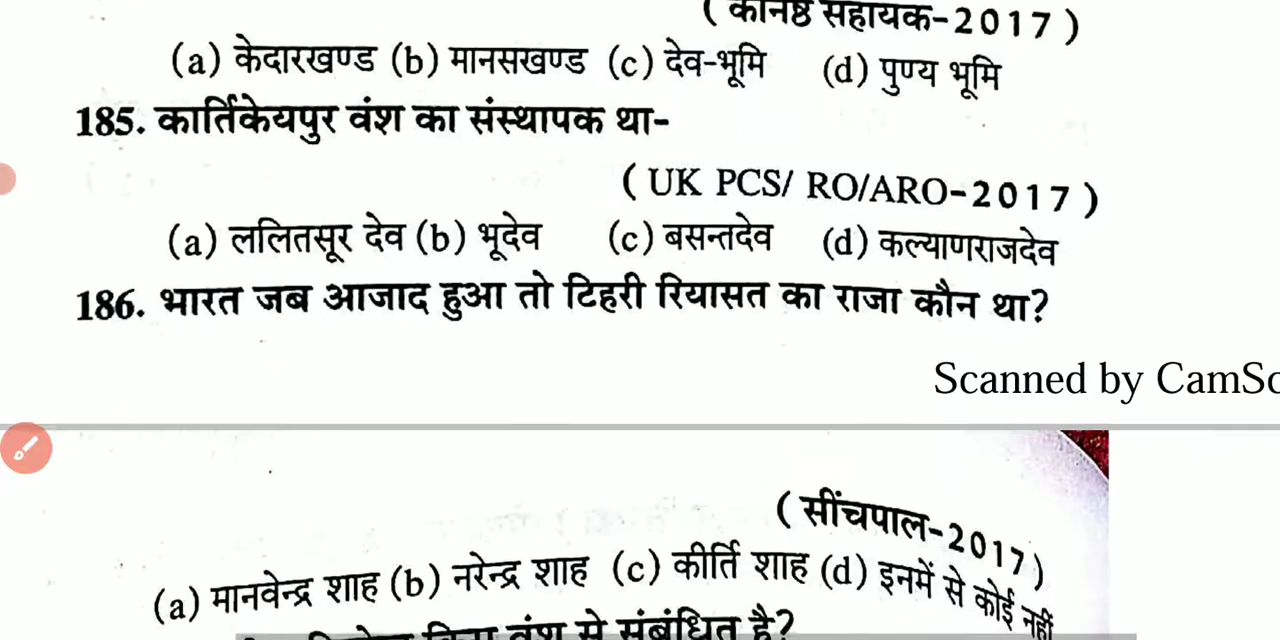 ( कनिष्ठ सहायक-2017 )
(a) केदारखण्ड (b) मानसखण्ड (c) देव-भूमि (d) पुण्य भूमि
185. कार्तिकेयपुर वंश का संस्थापक था-
( UK PCS/ RO/ARO-2017 )
(a) ललितसूर देव (b) भूदेव (c) बसन्तदेव (d) कल्याणराजदेव
186. भारत जब आजाद हुआ तो टिहरी रियासत का राजा कौन था?
Scanned by CamSc
( सींचपाल-2017 )
(a) मानवेन्द्र शाह (b) नरेन्द्र शाह (c) कीर्ति शाह (d) इनमें से कोई नहीं
वंश से संबंधित है?